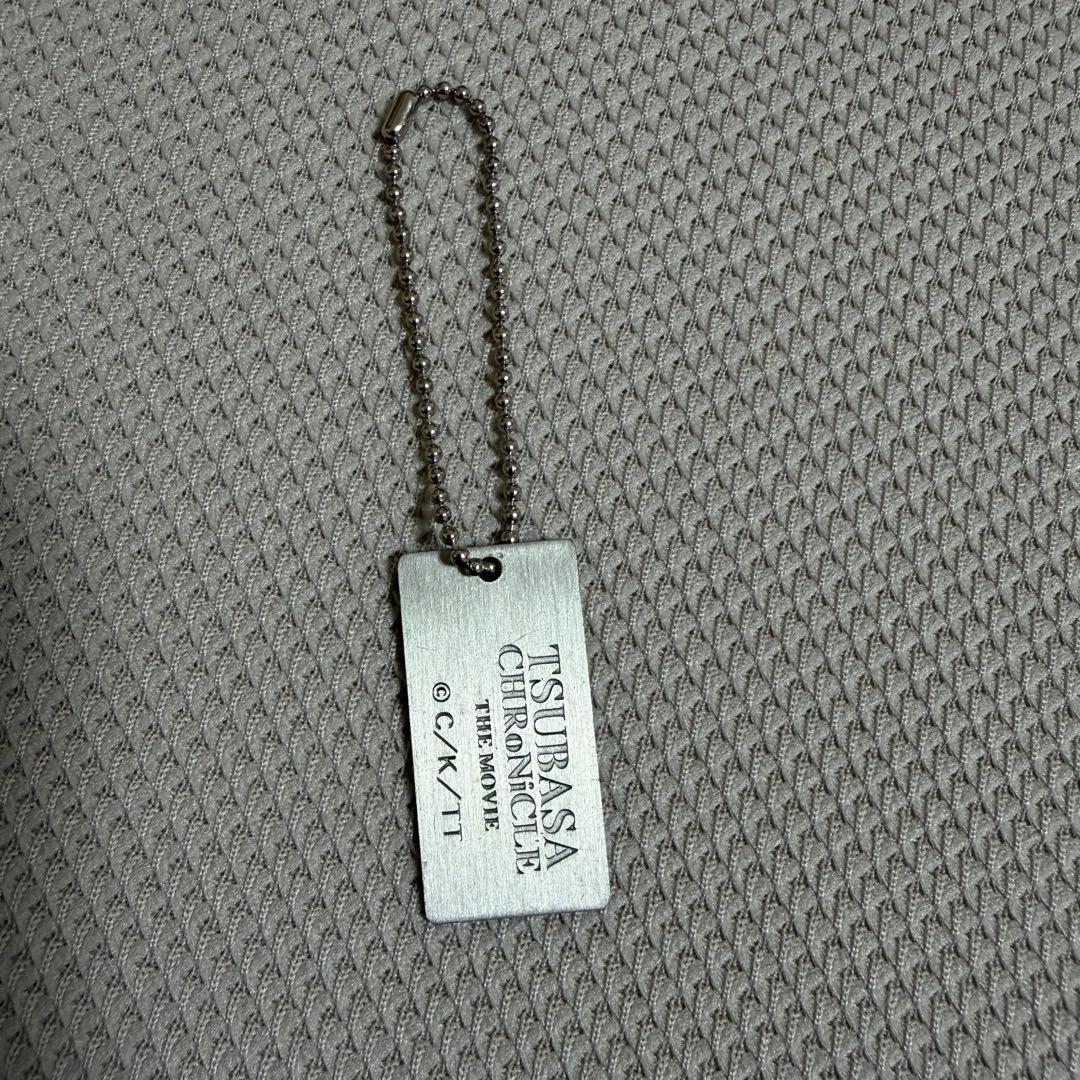 TSUBASA
CHRoNiCLE
THE MOVIE
©C/K/TT